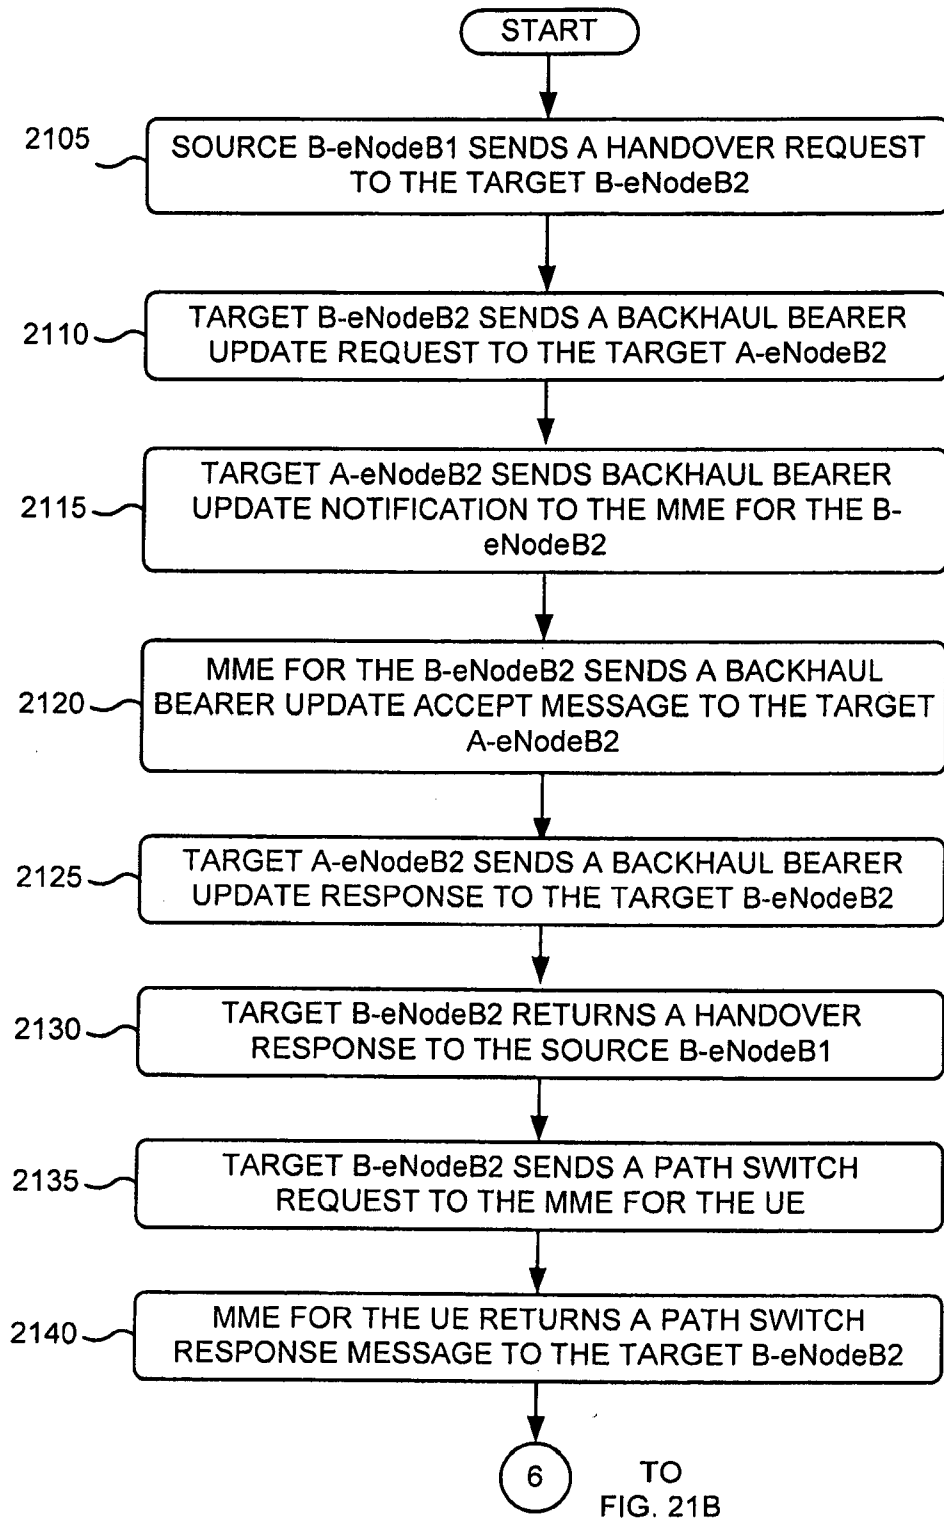 START
2105
SOURCE B-eNodeB1 SENDS A HANDOVER REQUEST
TO THE TARGET B-eNodeB2
2110
TARGET B-eNodeB2 SENDS A BACKHAUL BEARER
UPDATE REQUEST TO THE TARGET A-eNodeB2
2115
TARGET A-eNodeB2 SENDS BACKHAUL BEARER
UPDATE NOTIFICATION TO THE MME FOR THE B-
eNodeB2
2120
MME FOR THE B-eNodeB2 SENDS A BACKHAUL
BEARER UPDATE ACCEPT MESSAGE TO THE TARGET
A-eNodeB2
2125
TARGET A-eNodeB2 SENDS A BACKHAUL BEARER
UPDATE RESPONSE TO THE TARGET B-eNodeB2
2130
TARGET B-eNodeB2 RETURNS A HANDOVER
RESPONSE TO THE SOURCE B-eNodeB1
2135
TARGET B-eNodeB2 SENDS A PATH SWITCH
REQUEST TO THE MME FOR THE UE
2140
MME FOR THE UE RETURNS A PATH SWITCH
RESPONSE MESSAGE TO THE TARGET B-eNodeB2
6
TO
FIG. 21B